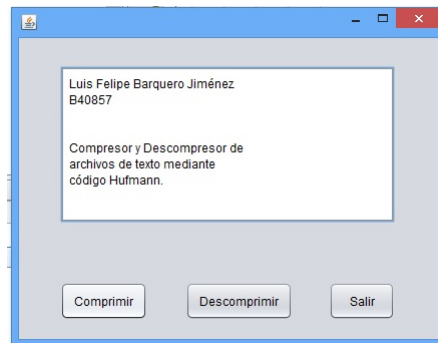 Luis Felipe Barquero Jiménez
B40857
Compresor y Descompresor de
archivos de texto mediante
código Hufmann.
Comprimir Descomprimir Salir